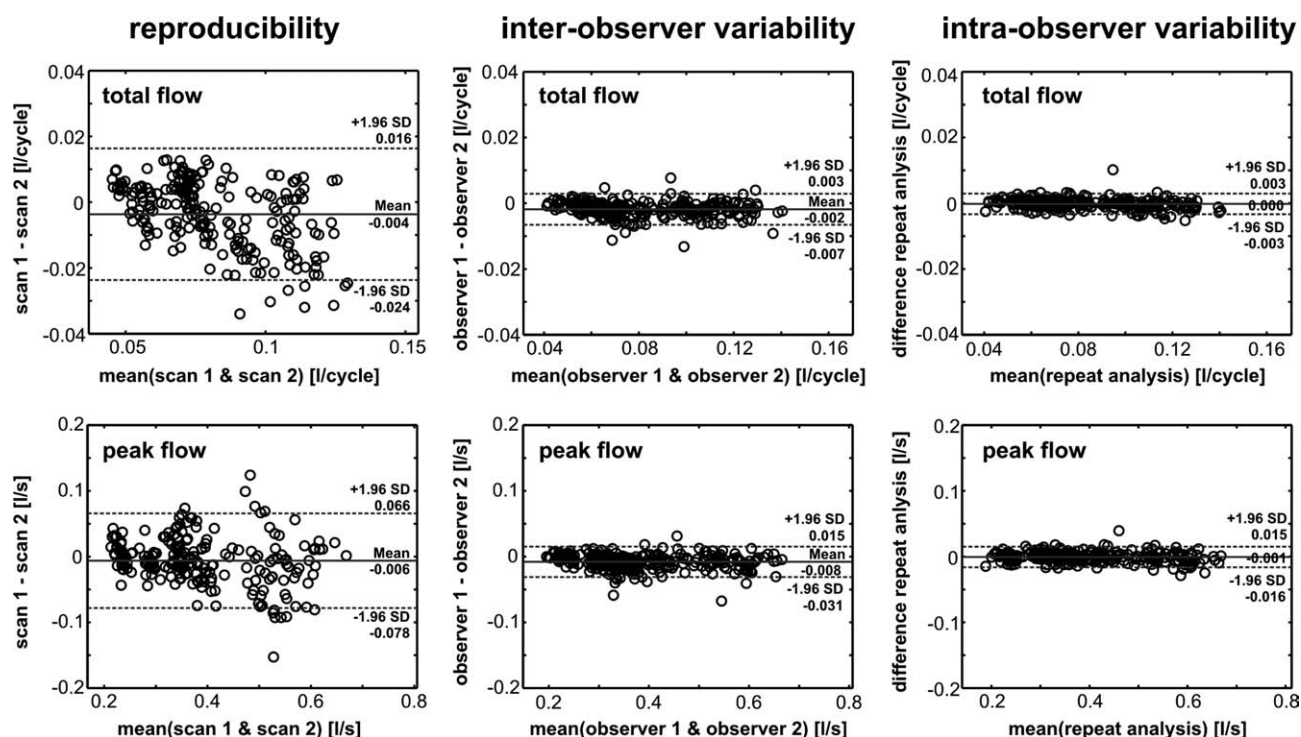 reproducibility
inter-observer variability
intra-observer variability
scan 1 - scan 2 [l/cycle]
0.04
0.02
0
-0.02
-0.04
total flow
+1.96 SD
0.016
Mean
-0.004
-1.96 SD
-0.024
0.05
0.1
0.15
mean(scan 1 & scan 2) [l/cycle]
observer 1 - observer 2 [l/cycle]
0.04
0.02
0
-0.02
-0.04
total flow
+1.96 SD
0.003
Mean
-0.002
-1.96 SD
-0.007
0.04
0.08
0.12
0.16
mean(observer 1 & observer 2) [l/cycle]
difference repeat anlysis [l/cycle]
0.04
0.02
0
-0.02
-0.04
total flow
+1.96 SD
0.003
0.000
-1.96 SD
-0.003
0.04
0.08
0.12
0.16
mean(repeat analysis) [l/cycle]
scan 1 - scan 2 [l/s]
0.2
0.1
0
-0.1
-0.2
peak flow
+1.96 SD
0.066
Mean
-0.006
-1.96 SD
-0.078
0.2
0.4
0.6
0.8
mean(scan 1 & scan 2) [l/s]
observer 1 - observer 2 [l/s]
0.2
0.1
0
-0.1
-0.2
peak flow
+1.96 SD
0.015
Mean
-0.008
-1.96 SD
-0.031
0.2
0.4
0.6
0.8
mean(observer 1 & observer 2) [l/s]
difference repeat anlysis [l/s]
0.2
0.1
0
-0.1
-0.2
peak flow
+1.96 SD
0.015
-0.001
-1.96 SD
-0.016
0.2
0.4
0.6
0.8
mean(repeat analysis) [l/s]